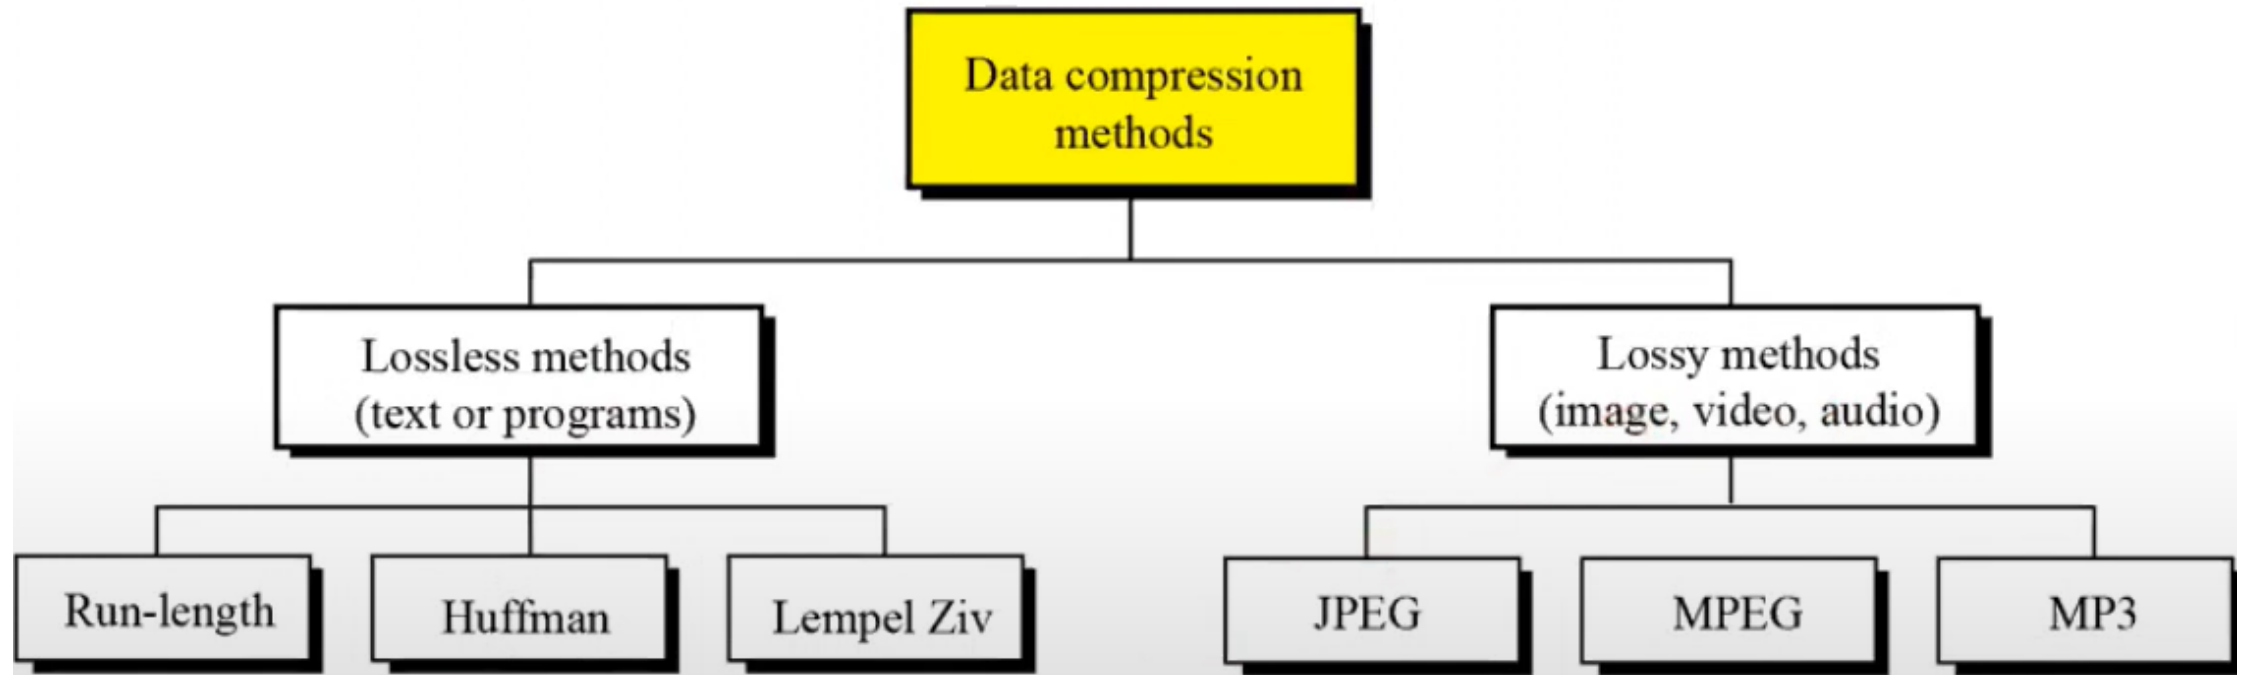 Data compression
methods
Lossless methods
(text or programs)
Lossy methods
(image, video, audio)
Run-length
Huffman
Lempel Ziv
JPEG
MPEG
MP3